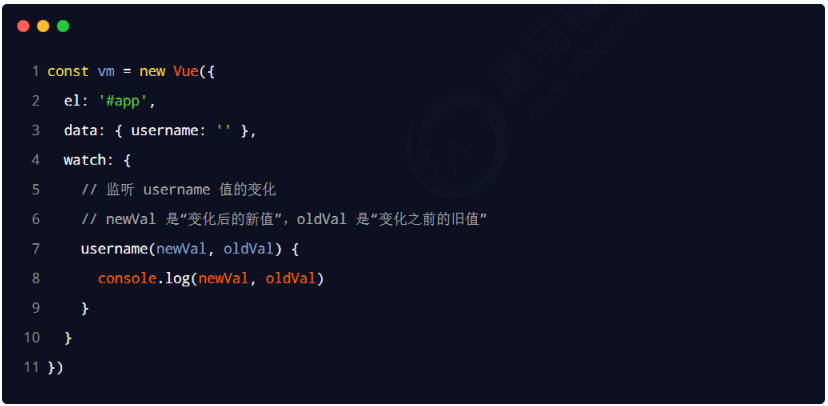 1 const vm = new Vue({
2 el: '#app',
3 data: { username: '' },
4 watch: {
5 // 监听 username 值的变化
6 // newVal 是“变化后的新值”，oldVal 是“变化之前的旧值”
7 username(newVal, oldVal) {
8 console.log(newVal, oldVal)
9 }
10 }
11 })